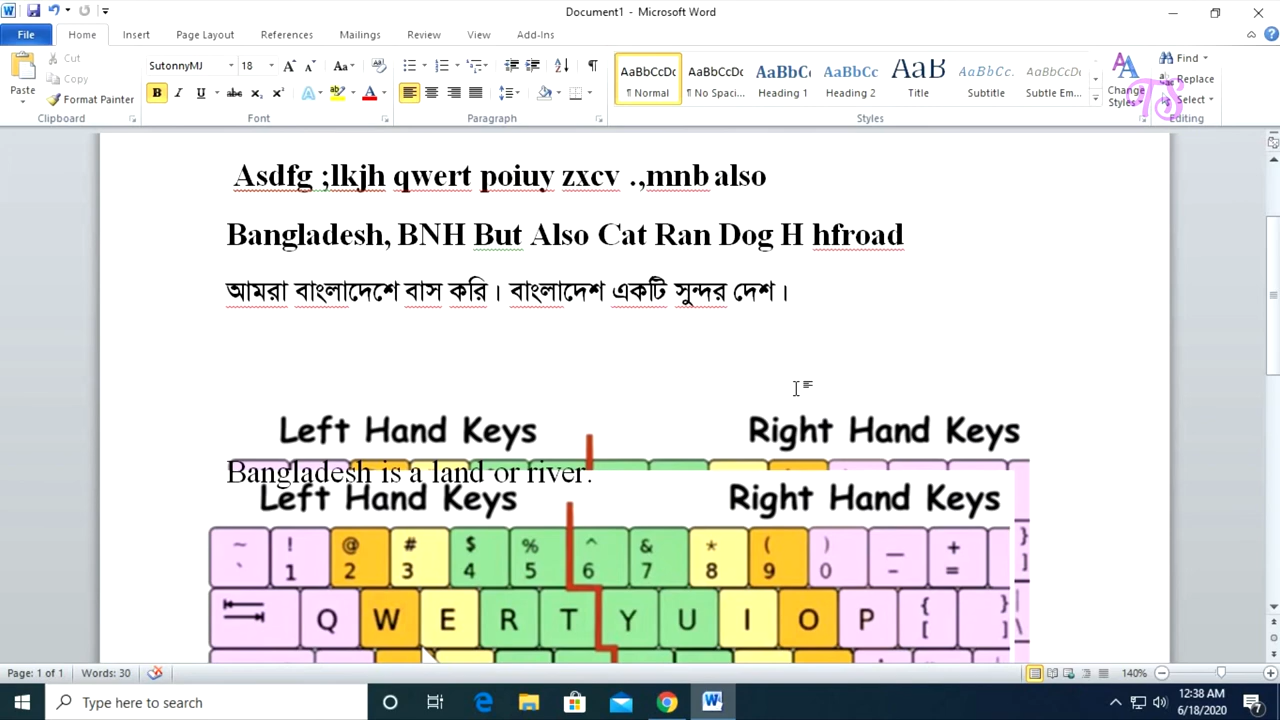 Document1 - Microsoft Word
File Home Insert Page Layout References Mailings Review View Add-Ins
Paste
Cut
Copy
Format Painter
Clipboard
SutonnyMJ 18
Font
Paragraph
AaBbCcDc AaBbCcDc AaBbCc AaBbCc AaB AaBbCc. AaBbCcDc
¶ Normal ¶ No Spaci... Heading 1 Heading 2 Title Subtitle Subtle Em...
Change Styles
Styles
Find
Replace
Select
Editing
TS
Asdfg ;lkjh qwert poiuy zxcv .,mnb also
Bangladesh, BNH But Also Cat Ran Dog H hfroad
আমরা বাংলাদেশে বাস করি। বাংলাদেশ একটি সুন্দর দেশ।
Left Hand Keys Right Hand Keys
Bangladesh is a land or river.
Left Hand Keys Right Hand Keys
~ ! @ # $ % ^ & * ( ) — +
` 1 2 3 4 5 6 7 8 9 0 - =
Q W E R T Y U I O P { }
[ ]
Page: 1 of 1 Words: 30 140%
Type here to search
12:38 AM
6/18/2020
7